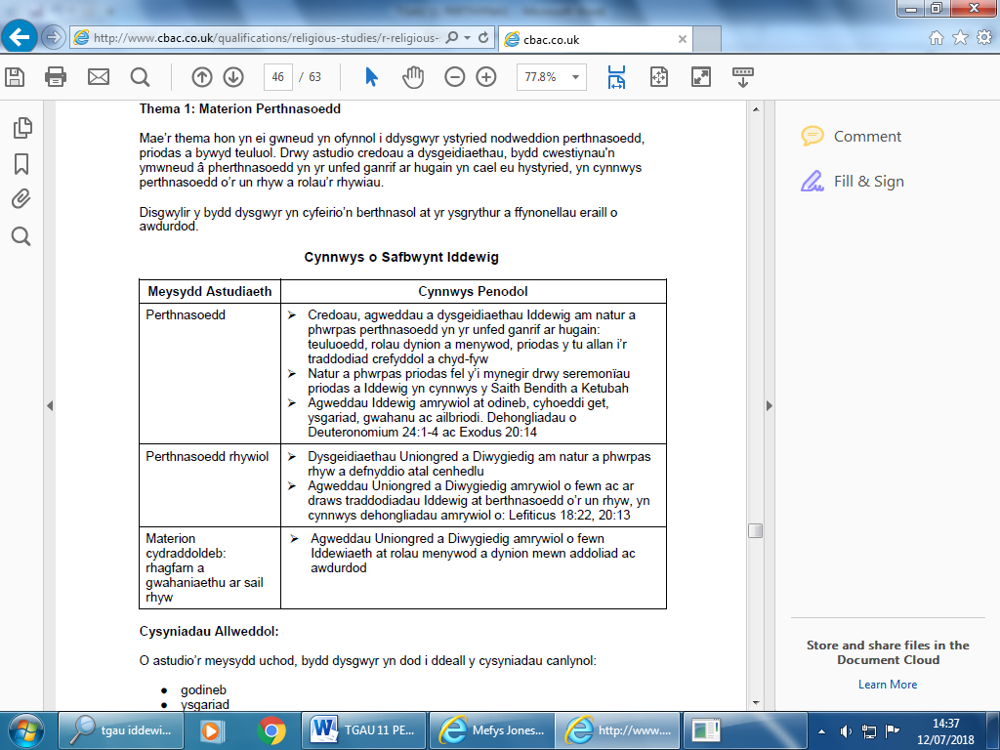 http://www.cbac.co.uk/qualifications/religious-studies/r-religious-
cbac.co.uk
46 / 63
77.8%
Thema 1: Materion Perthnasoedd
Mae'r thema hon yn ei gwneud yn ofynnol i ddysgwyr ystyried nodweddion perthnasoedd,
priodas a bywyd teuluol. Drwy astudio credoau a dysgeidiaethau, bydd cwestiynau'n
ymwneud â pherthnasoedd yn yr unfed ganrif ar hugain yn cael eu hystyried, yn cynnwys
perthnasoedd o'r un rhyw a rolau'r rhywiau.
Disgwylir y bydd dysgwyr yn cyfeirio'n berthnasol at yr ysgrythur a ffynonellau eraill o
awdurdod.
Cynnwys o Safbwynt Iddewig
Meysydd Astudiaeth
Cynnwys Penodol
Perthnasoedd
➢ Credoau, agweddau a dysgeidiaethau Iddewig am natur a
phwrpas perthnasoedd yn yr unfed ganrif ar hugain:
teuluoedd, rolau dynion a menywod, priodas y tu allan i'r
traddodiad crefyddol a chyd-fyw
➢ Natur a phwrpas priodas fel y'i mynegir drwy seremonïau
priodas a Iddewig yn cynnwys y Saith Bendith a Ketubah
➢ Agweddau Iddewig amrywiol at odineb, cyhoeddi get,
ysgariad, gwahanu ac ailbriodi. Dehongliadau o
Deuteronomium 24:1-4 ac Exodus 20:14
Perthnasoedd rhywiol
➢ Dysgeidiaethau Uniongred a Diwygiedig am natur a phwrpas
rhyw a defnyddio atal cenhedlu
➢ Agweddau Uniongred a Diwygiedig amrywiol o fewn ac ar
draws traddodiadau Iddewig at berthnasoedd o'r un rhyw, yn
cynnwys dehongliadau amrywiol o: Lefiticus 18:22, 20:13
Materion
cydraddoldeb:
rhagfarn a
gwahaniaethu ar sail
rhyw
➢ Agweddau Uniongred a Diwygiedig amrywiol o fewn
Iddewiaeth at rolau menywod a dynion mewn addoliad ac
awdurdod
Cysyniadau Allweddol:
O astudio'r meysydd uchod, bydd dysgwyr yn dod i ddeall y cysyniadau canlynol:
● godineb
● ysgariad
Comment
Fill & Sign
Store and share files in the
Document Cloud
Learn More
tgau iddewi...
TGAU 11 PE...
Mefys Jones...
http://www....
14:37
12/07/2018